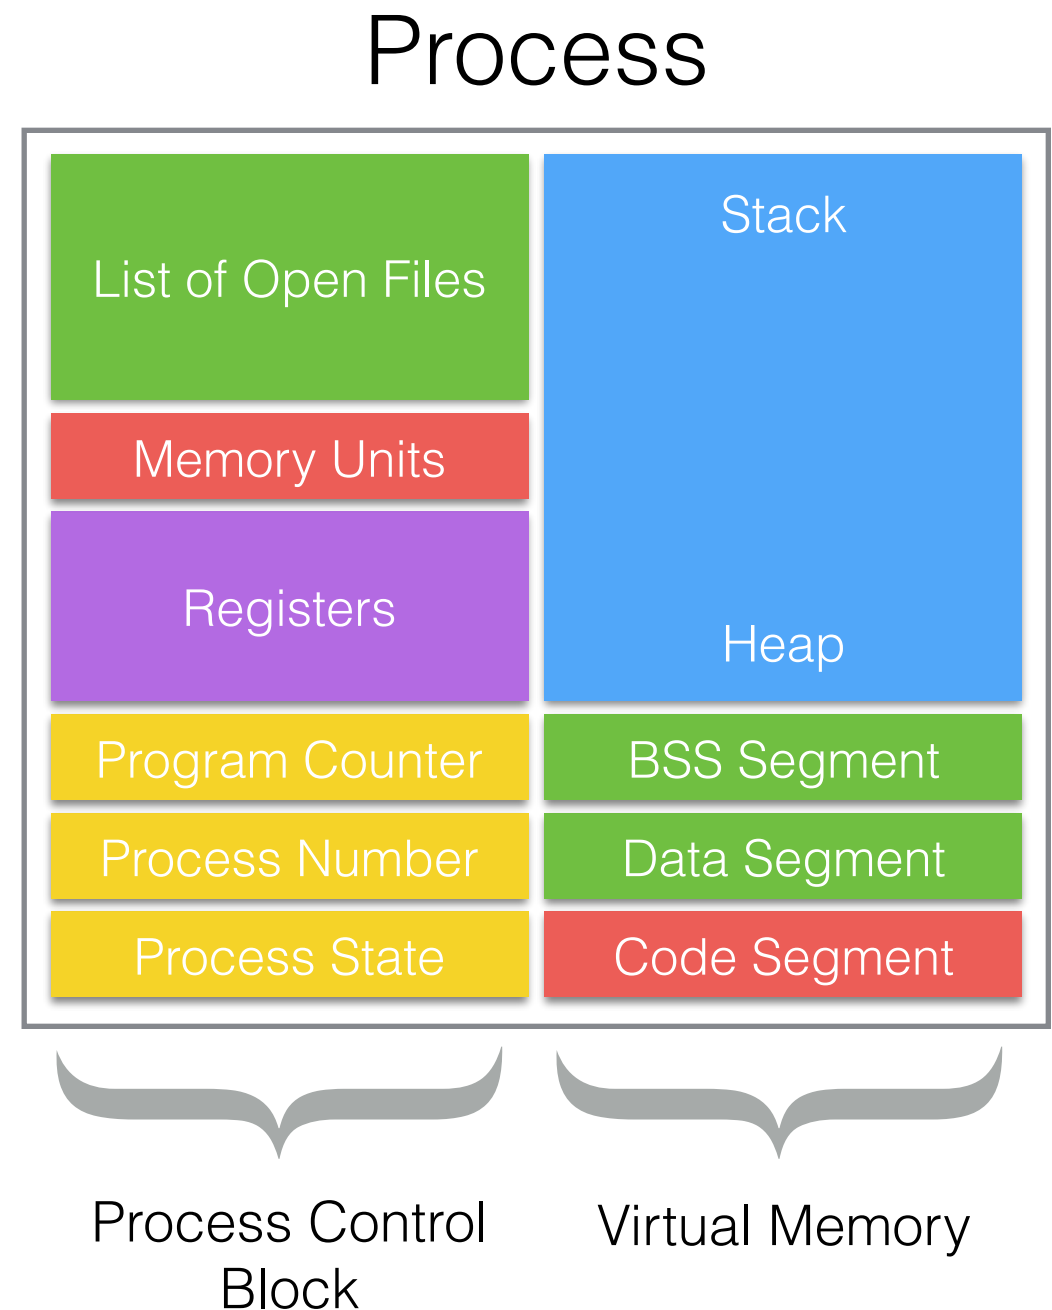 Process
List of Open Files
Memory Units
Registers
Program Counter
Process Number
Process State
Stack
Heap
BSS Segment
Data Segment
Code Segment
Process Control
Block
Virtual Memory